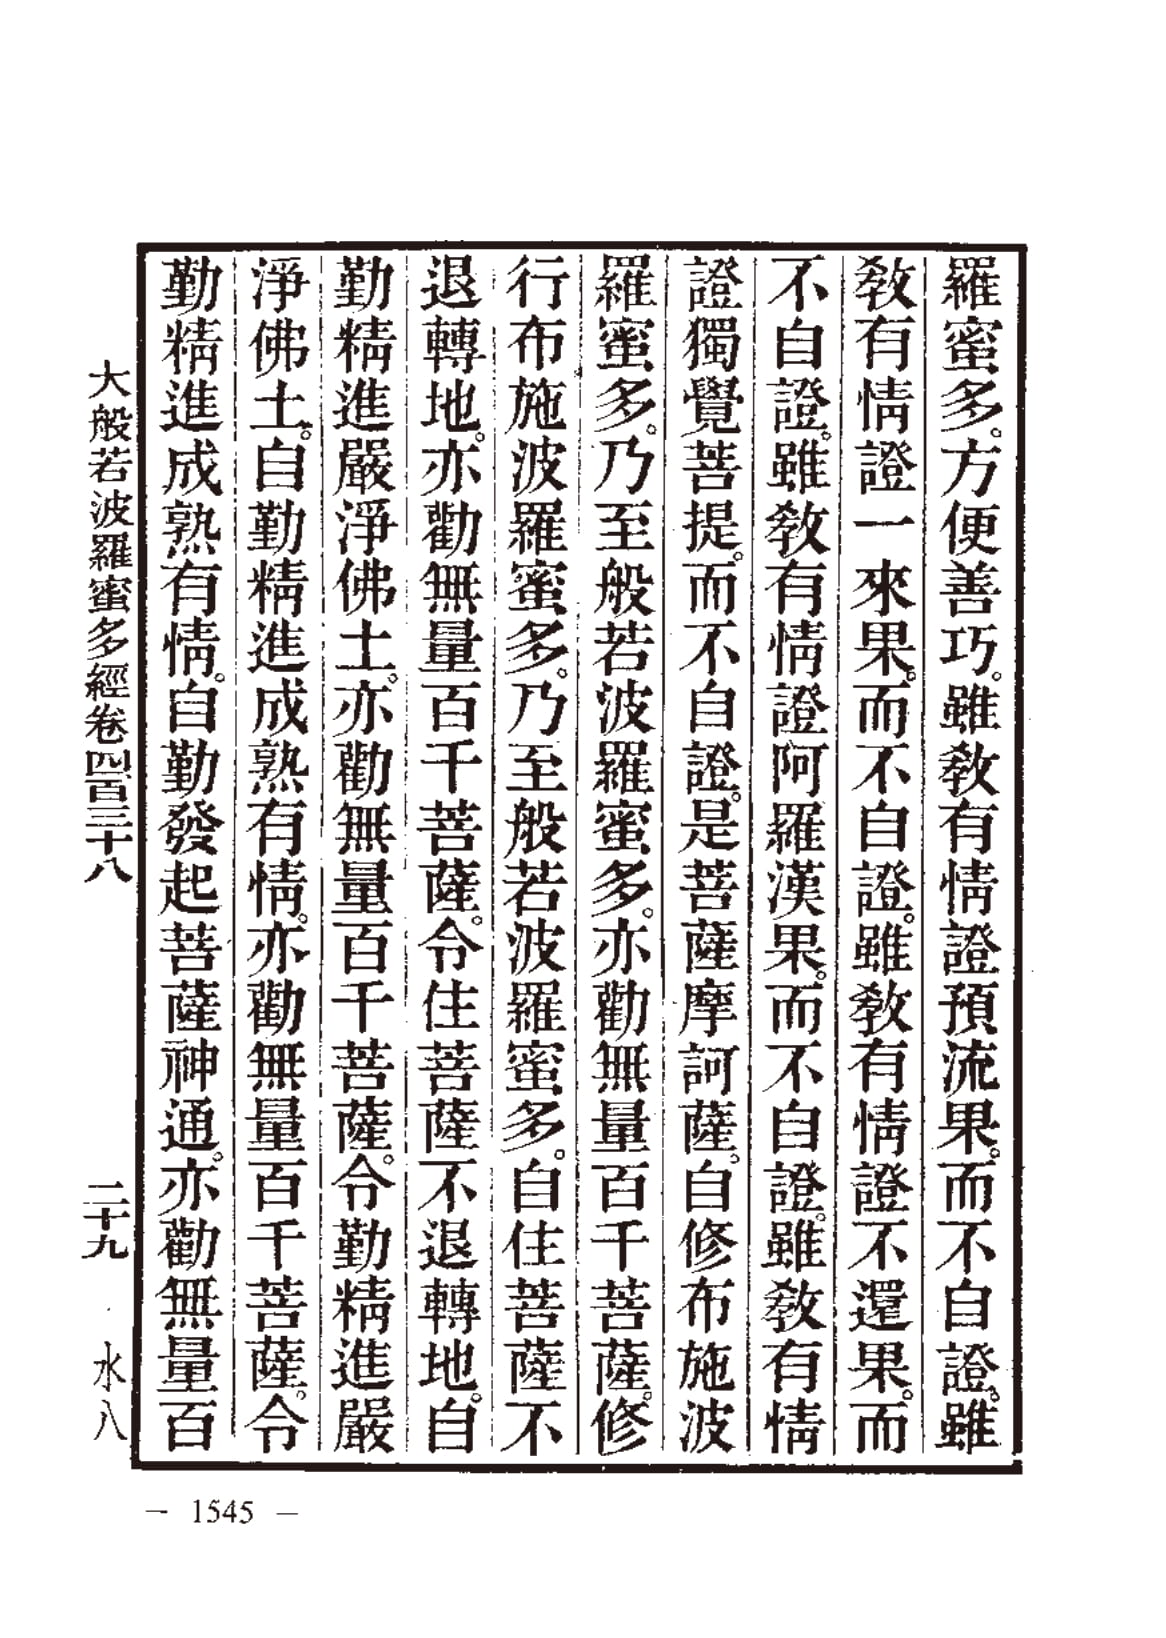 羅蜜多。方便善巧。雖敎有情證預流果。而不自證。雖
敎有情證一來果。而不自證。雖敎有情證不還果。而
不自證。雖敎有情證阿羅漢果。而不自證。雖敎有情
證獨覺菩提。而不自證。是菩薩摩訶薩。自修布施波
羅蜜多。乃至般若波羅蜜多。亦勸無量百千菩薩。修
行布施波羅蜜多。乃至般若波羅蜜多。自住菩薩不
退轉地。亦勸無量百千菩薩。令住菩薩不退轉地。自
勤精進嚴淨佛土。亦勸無量百千菩薩。令勤精進嚴
淨佛土。自勤精進成熟有情。亦勸無量百千菩薩。令
勤精進成熟有情。自勤發起菩薩神通。亦勸無量百
大般若波羅蜜多經卷四百三十八 二十九 水八
— 1545 —